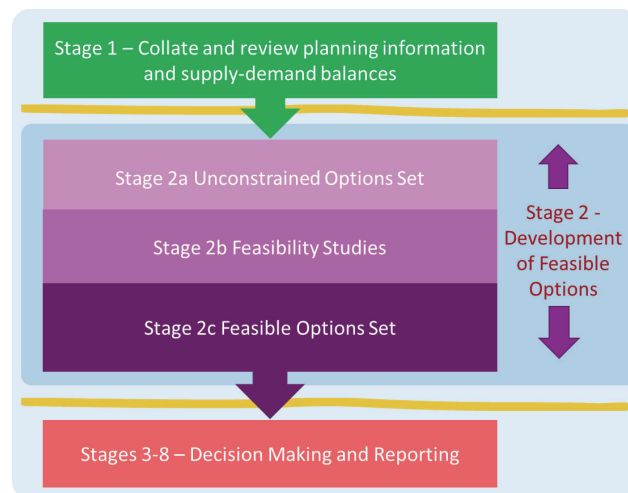 Stage 1 – Collate and review planning information
and supply-demand balances
Stage 2a Unconstrained Options Set
Stage 2b Feasibility Studies
Stage 2c Feasible Options Set
Stage 2 -
Development
of Feasible
Options
Stages 3-8 – Decision Making and Reporting